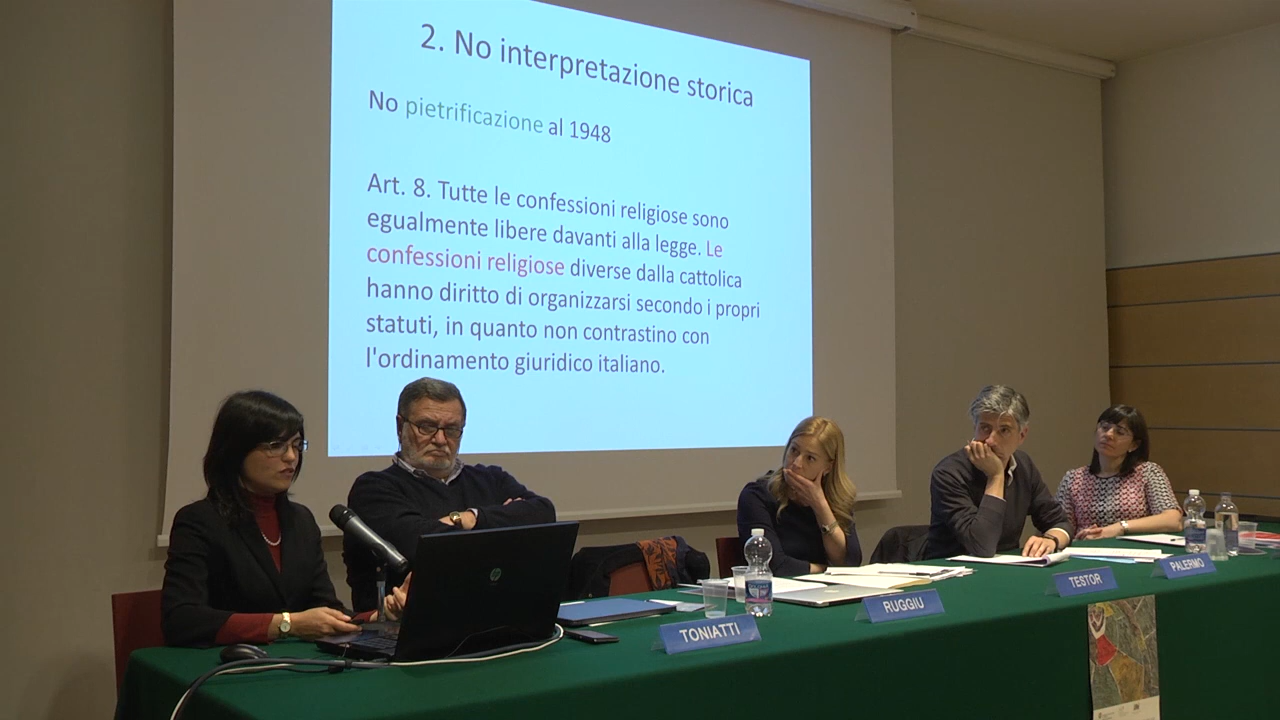 2. No interpretazione storica
No pietrificazione al 1948
Art. 8. Tutte le confessioni religiose sono
egualmente libere davanti alla legge. Le
confessioni religiose diverse dalla cattolica
hanno diritto di organizzarsi secondo i propri
statuti, in quanto non contrastino con
l'ordinamento giuridico italiano.
TONIATTI
RUGGIU
TESTOR
PALERMO
hp